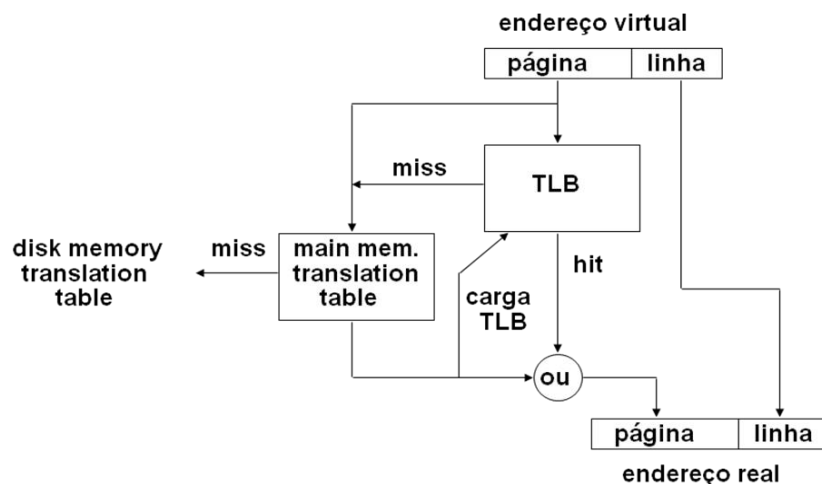 endereço virtual
página
linha
miss
TLB
disk memory
translation
table
miss
main mem.
translation
table
hit
carga
TLB
ou
página
linha
endereço real